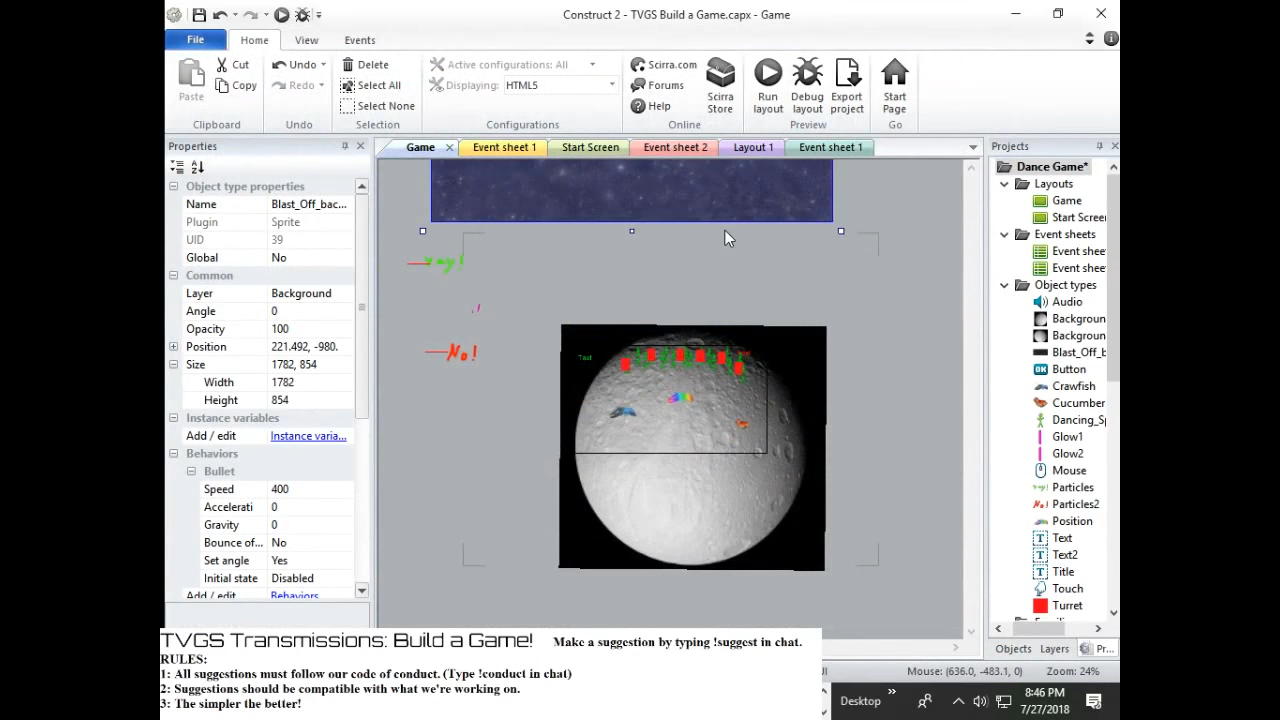 Construct 2 - TVGS Build a Game.capx - Game
File Home View Events
Paste Cut Copy
Undo Redo
Delete Select All Select None
Active configurations: All
Displaying: HTML5
Scirra.com Forums Help
Scirra Store
Run layout Debug layout Export project
Start Page
Clipboard Undo Selection Configurations Online Preview Go
Properties
Game Event sheet 1 Start Screen Event sheet 2 Layout 1 Event sheet 1
Projects
Object type properties
Name Blast_Off_bac...
Plugin Sprite
UID 39
Global No
Common
Layer Background
Angle 0
Opacity 100
Position 221.492, -980.
Size 1782, 854
Width 1782
Height 854
Instance variables
Add / edit Instance varia...
Behaviors
Bullet
Speed 400
Accelerati 0
Gravity 0
Bounce of... No
Set angle Yes
Initial state Disabled
Add / edit Behaviors
No!
Text
Dance Game*
Layouts
Game
Start Screen
Event sheets
Event shee
Event shee
Object types
Audio
Backgroun
Backgroun
Blast_Off_b
Button
Crawfish
Cucumber
Dancing_Sp
Glow1
Glow2
Mouse
Particles
Particles2
Position
Text
Text2
Title
Touch
Turret
Objects Layers Pr...
Mouse: (636.0, -483.1, 0) Zoom: 24%
TVGS Transmissions: Build a Game! Make a suggestion by typing !suggest in chat.
RULES:
1: All suggestions must follow our code of conduct. (Type !conduct in chat)
2: Suggestions should be compatible with what we're working on.
3: The simpler the better!
Desktop
8:46 PM
7/27/2018